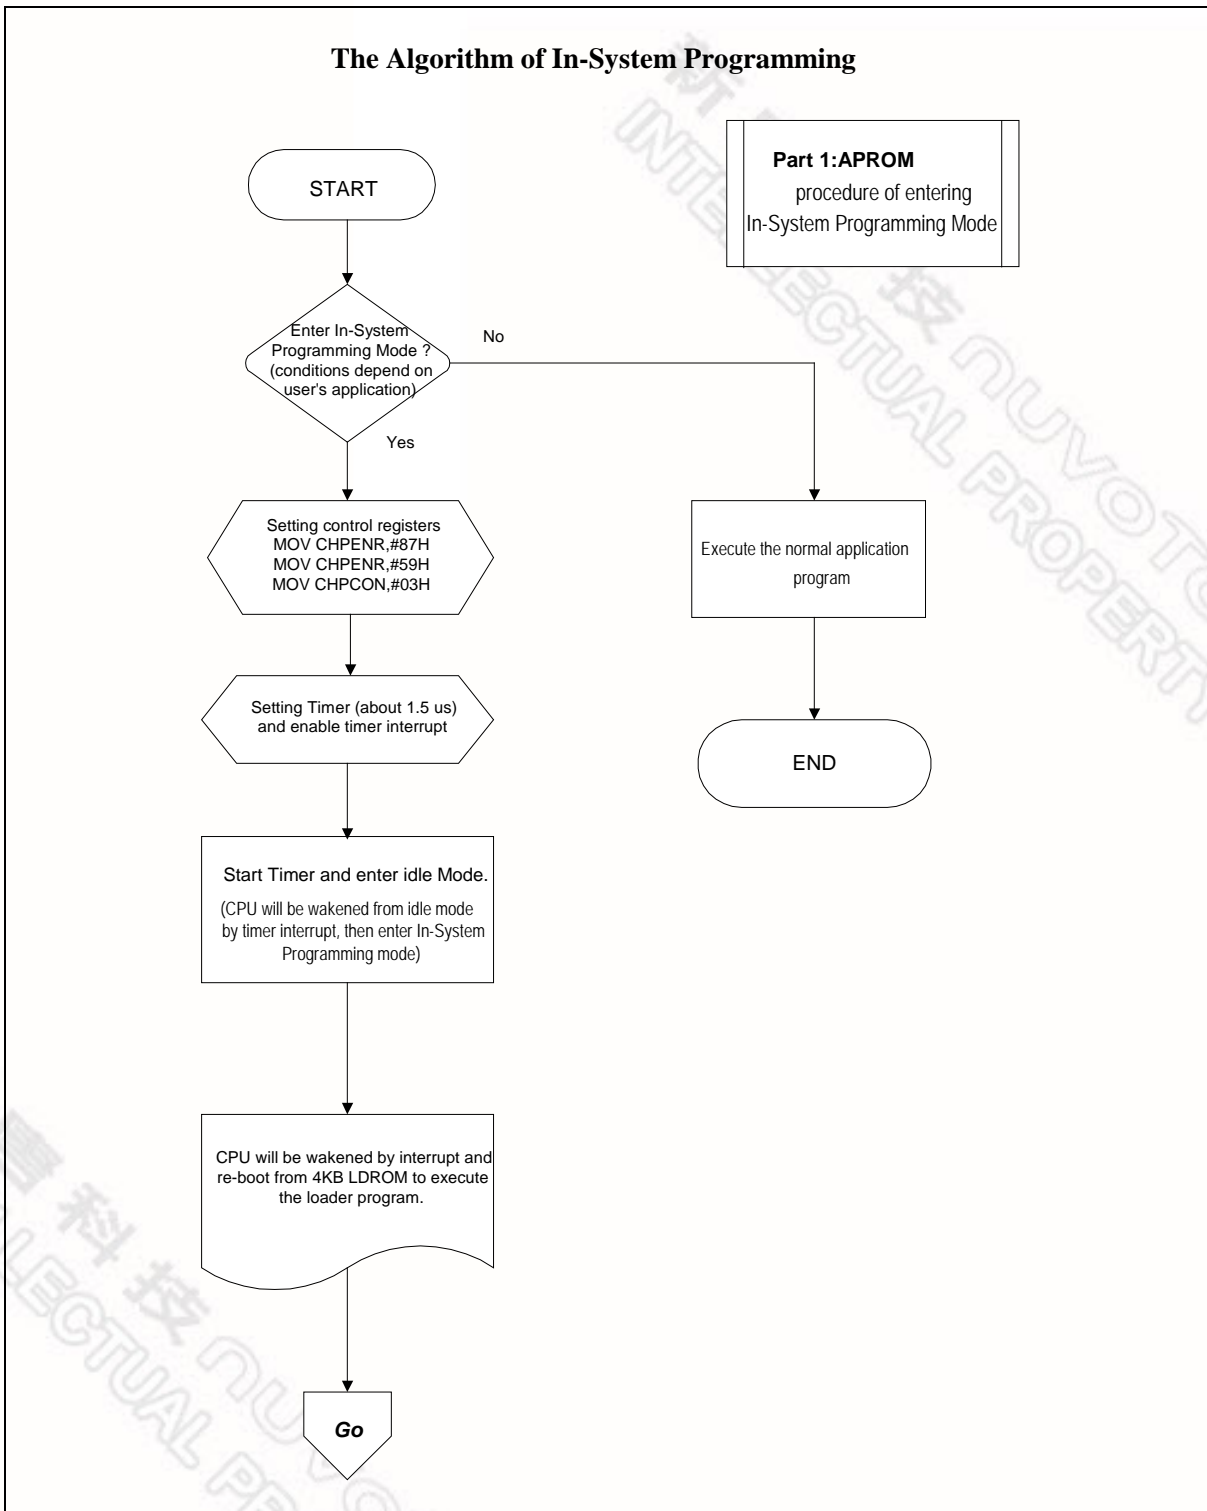 The Algorithm of In-System Programming
Part 1:APROM
procedure of entering
In-System Programming Mode
START
Enter In-System
Programming Mode ?
(conditions depend on
user's application)
No
Yes
Setting control registers
MOV CHPENR,#87H
MOV CHPENR,#59H
MOV CHPCON,#03H
Execute the normal application
program
Setting Timer (about 1.5 us)
and enable timer interrupt
END
Start Timer and enter idle Mode.
(CPU will be wakened from idle mode
by timer interrupt, then enter In-System
Programming mode)
CPU will be wakened by interrupt and
re-boot from 4KB LDROM to execute
the loader program.
Go